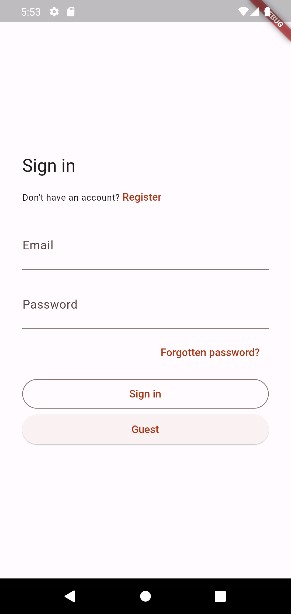 5:53
DEBUG
Sign in
Don't have an account? Register
Email
Password
Forgotten password?
Sign in
Guest